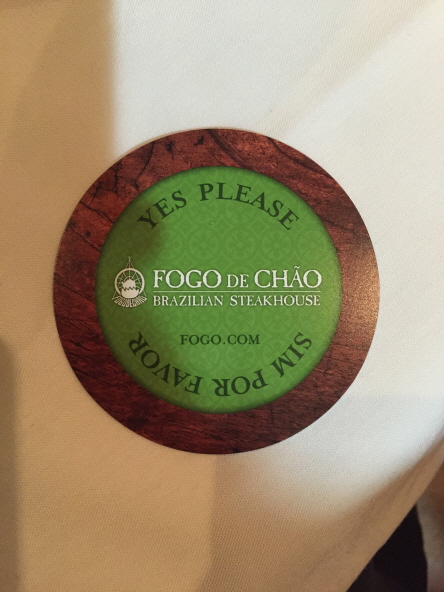 YES PLEASE
FOGO DE CHÃO
BRAZILIAN STEAKHOUSE
FOGO.COM
SIM POR FAVOR